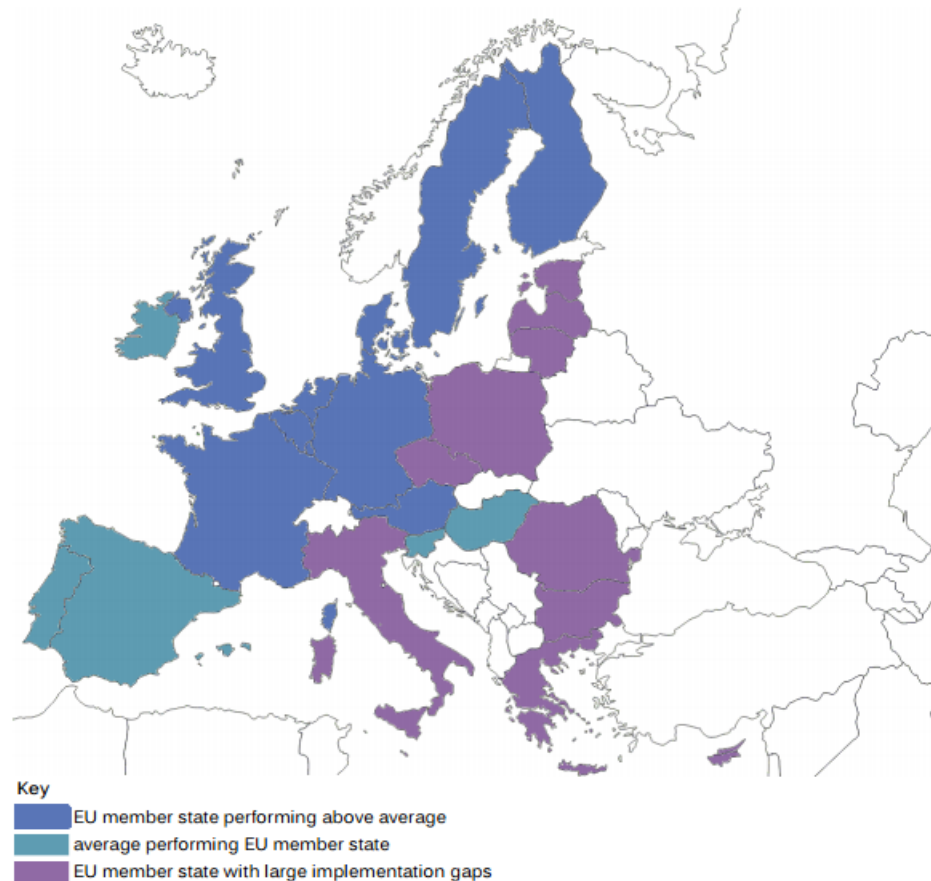 Key
EU member state performing above average
average performing EU member state
EU member state with large implementation gaps